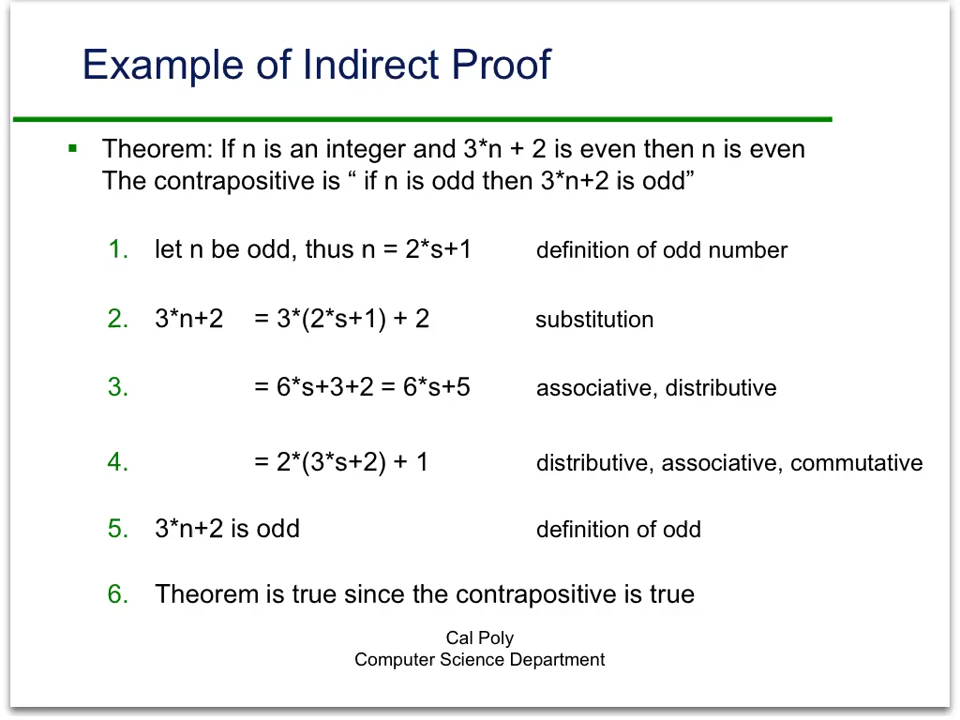 Example of Indirect Proof
▪ Theorem: If n is an integer and 3*n + 2 is even then n is even
The contrapositive is “ if n is odd then 3*n+2 is odd”
1. let n be odd, thus n = 2*s+1 definition of odd number
2. 3*n+2 = 3*(2*s+1) + 2 substitution
3. = 6*s+3+2 = 6*s+5 associative, distributive
4. = 2*(3*s+2) + 1 distributive, associative, commutative
5. 3*n+2 is odd definition of odd
6. Theorem is true since the contrapositive is true
Cal Poly
Computer Science Department